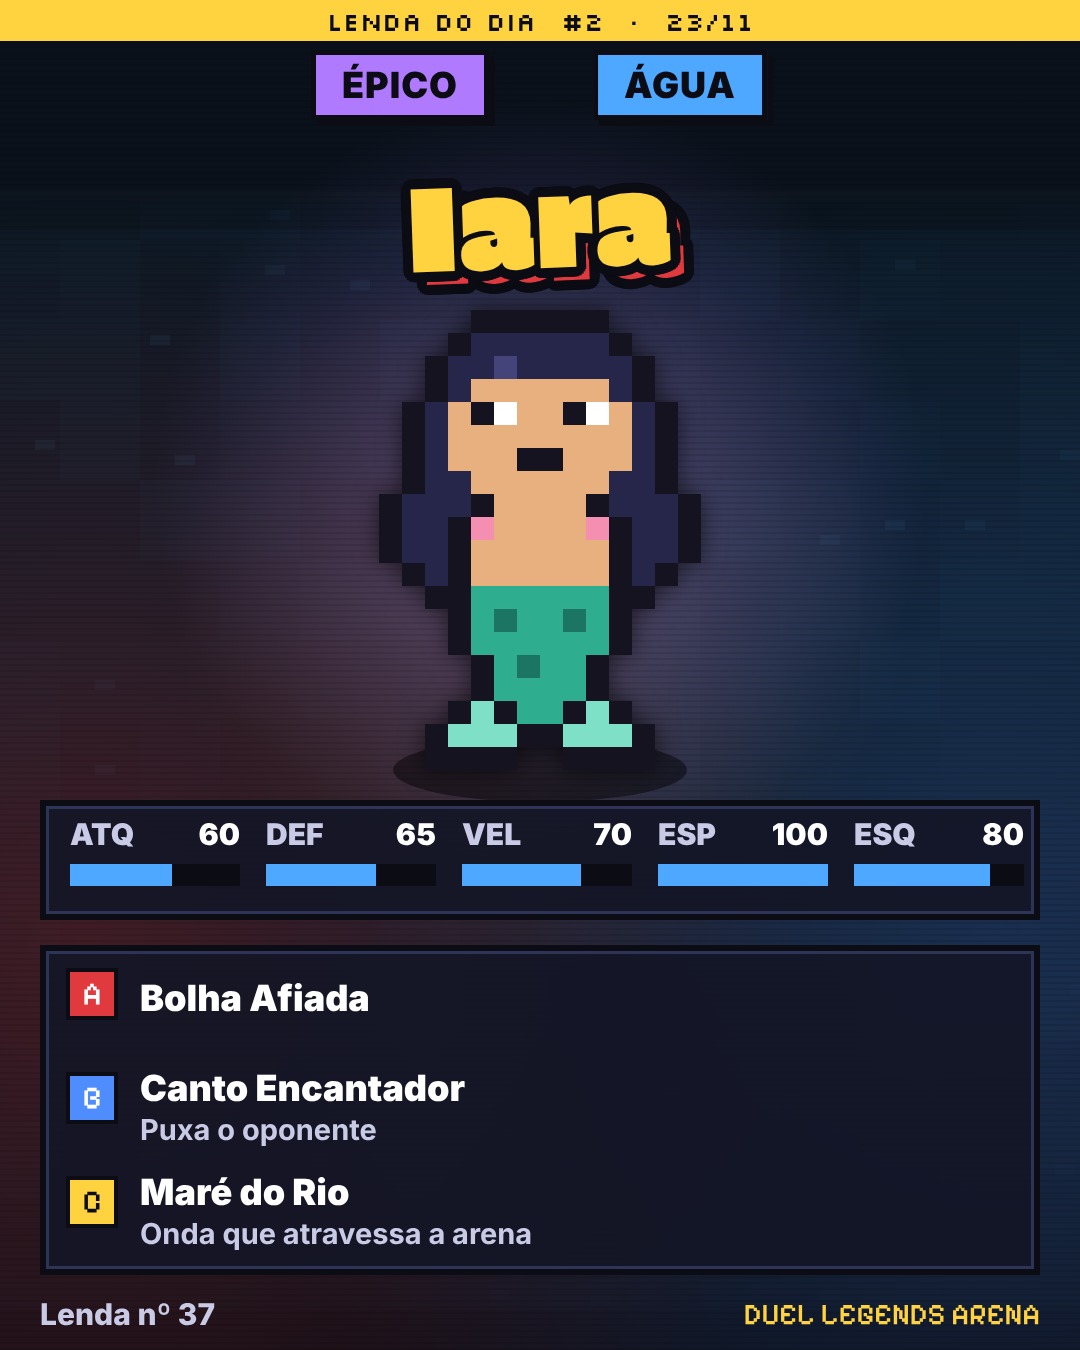 LENDA DO DIA #2 · 23/11
ÉPICO ÁGUA
Iara
ATQ 60 DEF 65 VEL 70 ESP 100 ESQ 80
A Bolha Afiada
B Canto Encantador
Puxa o oponente
C Maré do Rio
Onda que atravessa a arena
Lenda nº 37 DUEL LEGENDS ARENA